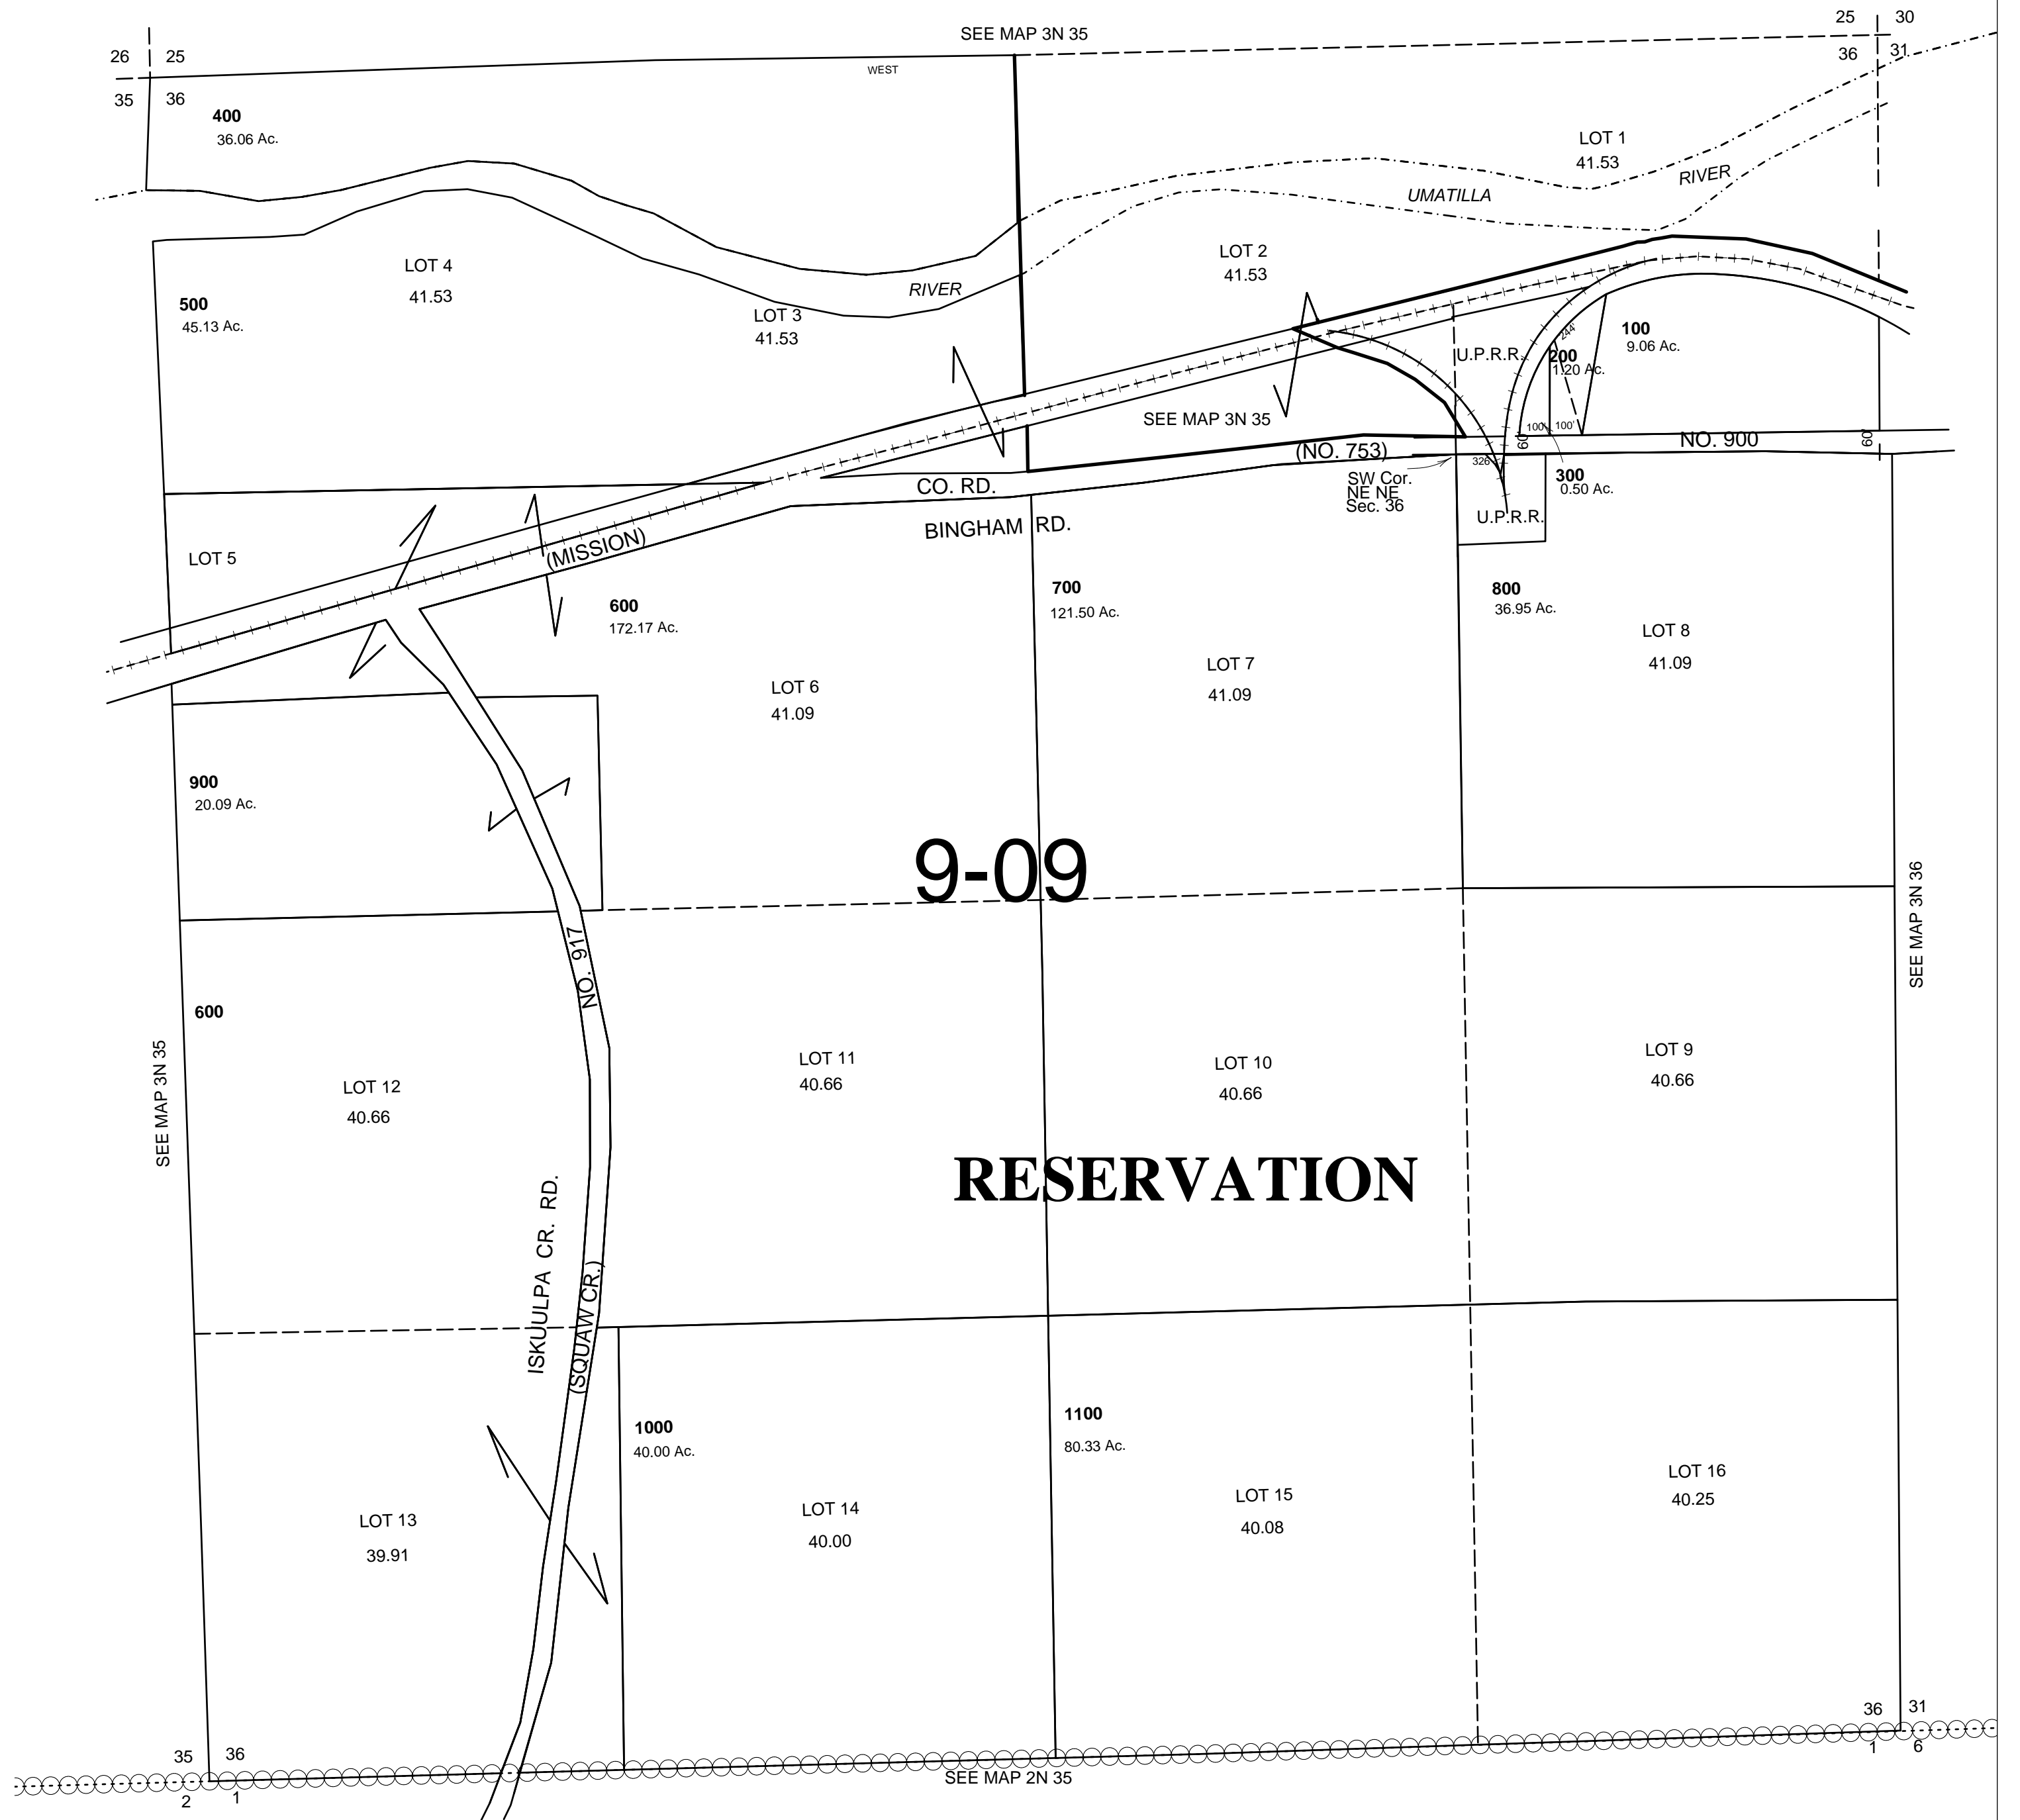 SEE MAP 3N 35
25 30
26 25
36 31
WEST
35 36
400
36.06 Ac.
LOT 1
41.53
RIVER
UMATILLA
LOT 2
41.53
LOT 4
41.53
RIVER
500
45.13 Ac.
LOT 3
41.53
100
9.06 Ac.
244'
U.P.R.R.
200
1.20 Ac.
SEE MAP 3N 35
100' 100'
60'
NO. 900
60'
(NO. 753)
326'
SW Cor.
NE NE
Sec. 36
300
0.50 Ac.
CO. RD.
U.P.R.R.
BINGHAM RD.
(MISSION)
LOT 5
600
172.17 Ac.
700
121.50 Ac.
800
36.95 Ac.
LOT 8
41.09
LOT 7
41.09
LOT 6
41.09
900
20.09 Ac.
9-09
SEE MAP 3N 36
NO. 917
600
SEE MAP 3N 35
LOT 12
40.66
LOT 11
40.66
LOT 10
40.66
LOT 9
40.66
RESERVATION
ISKUULPA CR. RD.
(SQUAW CR.)
1000
40.00 Ac.
1100
80.33 Ac.
LOT 13
39.91
LOT 14
40.00
LOT 15
40.08
LOT 16
40.25
36 31
1 6
35 36
2 1
SEE MAP 2N 35